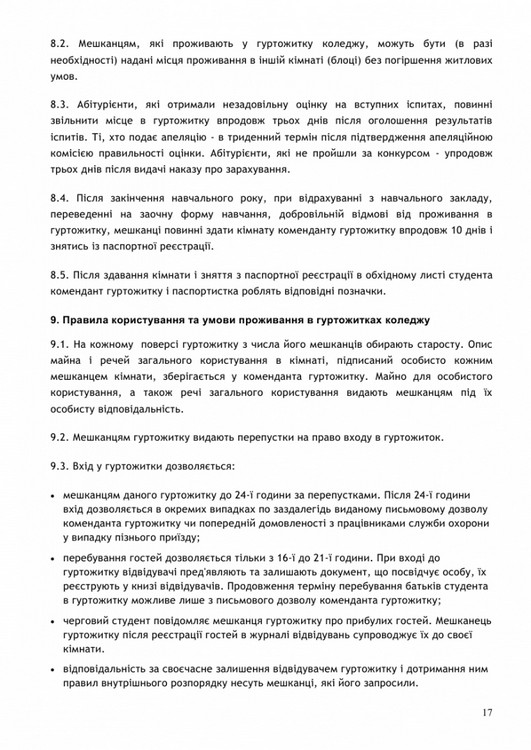 8.2. Мешканцям, які проживають у гуртожитку коледжу, можуть бути (в разі
необхідності) надані місця проживання в іншій кімнаті (блоці) без погіршення житлових
умов.
8.3. Абітурієнти, які отримали незадовільну оцінку на вступних іспитах, повинні
звільнити місце в гуртожитку впродовж трьох днів після оголошення результатів
іспитів. Ті, хто подає апеляцію - в триденний термін після підтвердження апеляційною
комісією правильності оцінки. Абітурієнти, які не пройшли за конкурсом - упродовж
трьох днів після видачі наказу про зарахування.
8.4. Після закінчення навчального року, при відрахуванні з навчального закладу,
переведенні на заочну форму навчання, добровільній відмові від проживання в
гуртожитку, мешканці повинні здати кімнату коменданту гуртожитку впродовж 10 днів і
знятись із паспортної реєстрації.
8.5. Після здавання кімнати і зняття з паспортної реєстрації в обхідному листі студента
комендант гуртожитку і паспортистка роблять відповідні позначки.
9. Правила користування та умови проживання в гуртожитках коледжу
9.1. На кожному поверсі гуртожитку з числа його мешканців обирають старосту. Опис
майна і речей загального користування в кімнаті, підписаний особисто кожним
мешканцем кімнати, зберігається у коменданта гуртожитку. Майно для особистого
користування, а також речі загального користування видають мешканцям під їх
особисту відповідальність.
9.2. Мешканцям гуртожитку видають перепустки на право входу в гуртожиток.
9.3. Вхід у гуртожитки дозволяється:
• мешканцям даного гуртожитку до 24-ї години за перепустками. Після 24-ї години
вхід дозволяється в окремих випадках по заздалегідь виданому письмовому дозволу
коменданта гуртожитку чи попередній домовленості з працівниками служби охорони
у випадку пізнього приїзду;
• перебування гостей дозволяється тільки з 16-ї до 21-ї години. При вході до
гуртожитку відвідувачі пред'являють та залишають документ, що посвідчує особу, їх
реєструють у книзі відвідувачів. Продовження терміну перебування батьків студента
в гуртожитку можливе лише з письмового дозволу коменданта гуртожитку;
• черговий студент повідомляє мешканця гуртожитку про прибулих гостей. Мешканець
гуртожитку після реєстрації гостей в журналі відвідувань супроводжує їх до своєї
кімнати.
• відповідальність за своєчасне залишення відвідувачем гуртожитку і дотримання ним
правил внутрішнього розпорядку несуть мешканці, які його запросили.
17